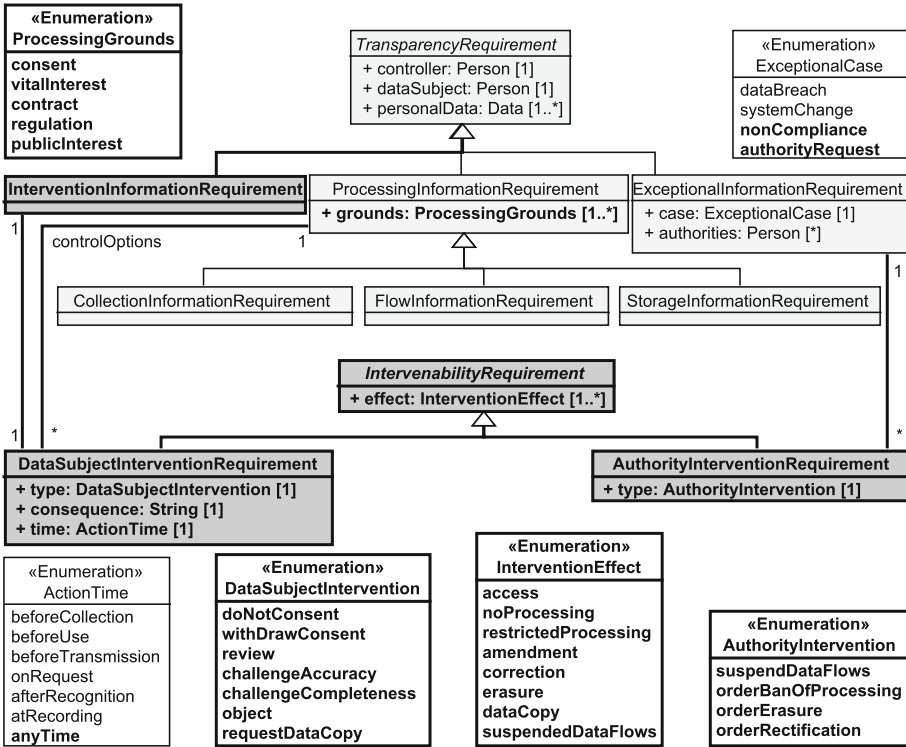 «Enumeration»
ProcessingGrounds
consent
vitalInterest
contract
regulation
publicInterest
TransparencyRequirement
+ controller: Person [1]
+ dataSubject: Person [1]
+ personalData: Data [1..*]
«Enumeration»
ExceptionalCase
dataBreach
systemChange
nonCompliance
authorityRequest
InterventionInformationRequirement
ProcessingInformationRequirement
+ grounds: ProcessingGrounds [1..*]
ExceptionalInformationRequirement
+ case: ExceptionalCase [1]
+ authorities: Person [*]
1
controlOptions
1
1
CollectionInformationRequirement
FlowInformationRequirement
StorageInformationRequirement
IntervenabilityRequirement
+ effect: InterventionEffect [1..*]
1
*
*
DataSubjectInterventionRequirement
+ type: DataSubjectIntervention [1]
+ consequence: String [1]
+ time: ActionTime [1]
AuthorityInterventionRequirement
+ type: AuthorityIntervention [1]
«Enumeration»
ActionTime
beforeCollection
beforeUse
beforeTransmission
onRequest
afterRecognition
atRecording
anyTime
«Enumeration»
DataSubjectIntervention
doNotConsent
withDrawConsent
review
challengeAccuracy
challengeCompleteness
object
requestDataCopy
«Enumeration»
InterventionEffect
access
noProcessing
restrictedProcessing
amendment
correction
erasure
dataCopy
suspendedDataFlows
«Enumeration»
AuthorityIntervention
suspendDataFlows
orderBanOfProcessing
orderErasure
orderRectification